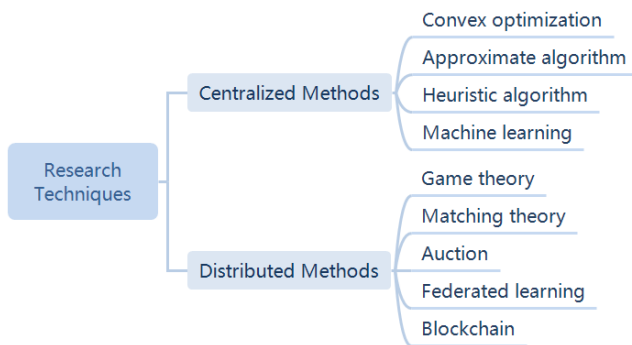 Research
Techniques
Centralized Methods
Convex optimization
Approximate algorithm
Heuristic algorithm
Machine learning
Distributed Methods
Game theory
Matching theory
Auction
Federated learning
Blockchain